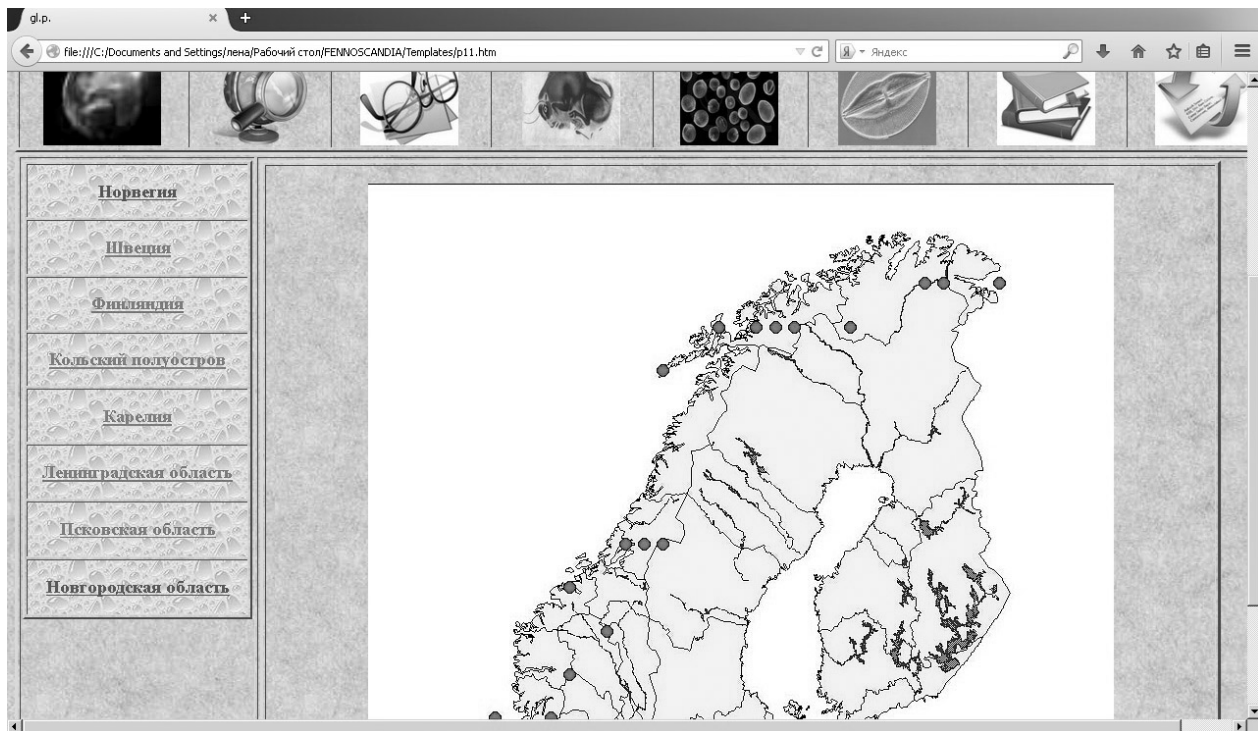 gl.p.
file:///C:/Documents and Settings/лена/Рабочий стол/FENNOSCANDIA/Templates/p11.htm
Яндекс
Норвегия
Швеция
Финляндия
Кольский полуостров
Карелия
Ленинградская область
Псковская область
Новгородская область